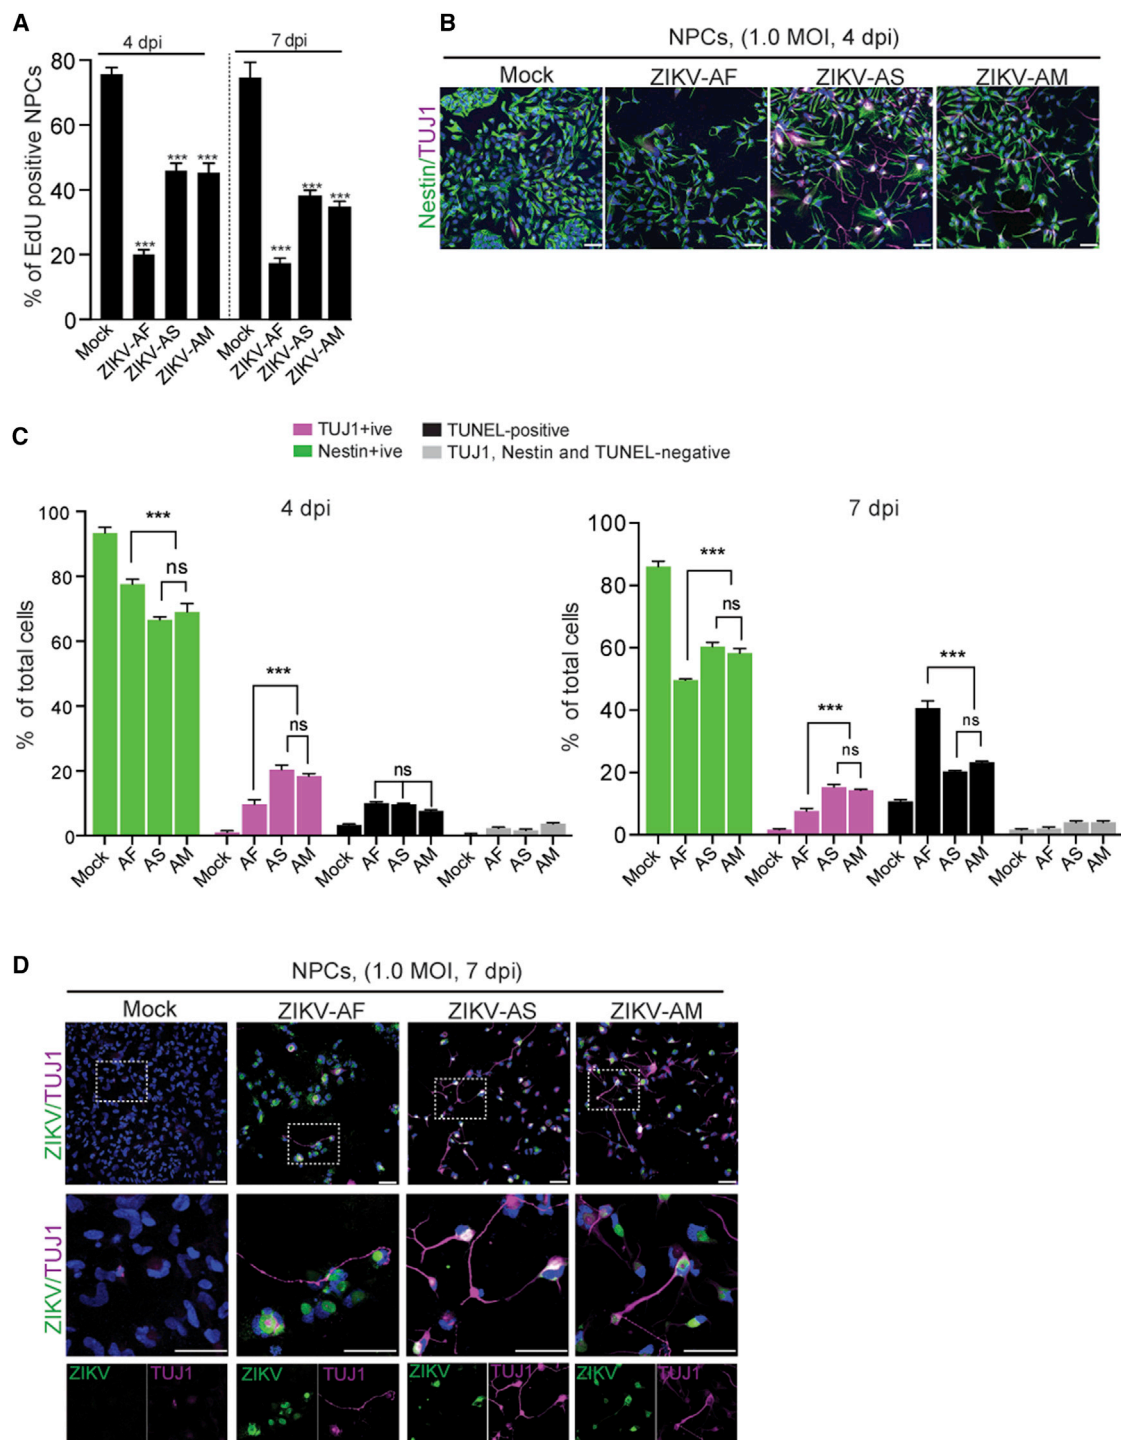 A
4 dpi
7 dpi
% of EdU positive NPCs
80
60
40
20
0
***
***
***
***
***
***
Mock
ZIKV-AF
ZIKV-AS
ZIKV-AM
Mock
ZIKV-AF
ZIKV-AS
ZIKV-AM
B
NPCs, (1.0 MOI, 4 dpi)
Mock
ZIKV-AF
ZIKV-AS
ZIKV-AM
Nestin/TUJ1
C
TUJ1+ive
TUNEL-positive
Nestin+ive
TUJ1, Nestin and TUNEL-negative
4 dpi
% of total cells
100
80
60
40
20
0
***
ns
***
ns
ns
Mock
AF
AS
AM
Mock
AF
AS
AM
Mock
AF
AS
AM
Mock
AF
AS
AM
7 dpi
% of total cells
100
80
60
40
20
0
***
ns
***
ns
***
ns
Mock
AF
AS
AM
Mock
AF
AS
AM
Mock
AF
AS
AM
Mock
AF
AS
AM
D
NPCs, (1.0 MOI, 7 dpi)
Mock
ZIKV-AF
ZIKV-AS
ZIKV-AM
ZIKV/TUJ1
ZIKV/TUJ1
ZIKV
TUJ1
ZIKV
TUJ1
ZIKV
TUJ1
ZIKV
TUJ1